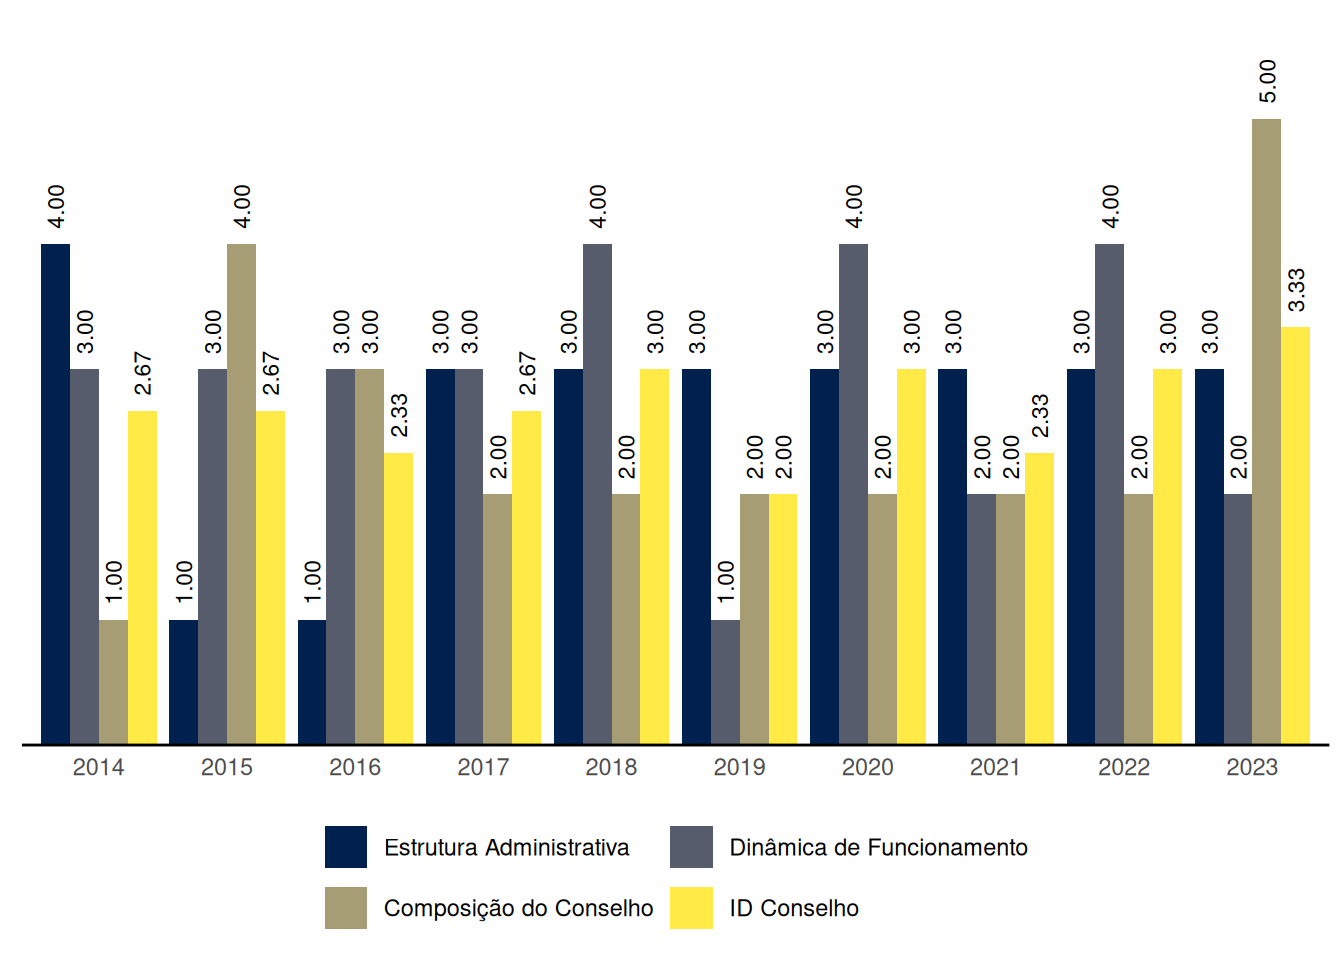 5.00
4.00 4.00 4.00 4.00 4.00
3.33
3.00 3.00 3.00 3.00 3.00 3.00 3.00 3.00 3.00 3.00 3.00 3.00 3.00 3.00 3.00
2.67 2.67 2.67
2.33 2.33
2.00 2.00 2.00 2.00 2.00 2.00 2.00 2.00 2.00
1.00 1.00 1.00 1.00
2014 2015 2016 2017 2018 2019 2020 2021 2022 2023
Estrutura Administrativa Dinâmica de Funcionamento
Composição do Conselho ID Conselho